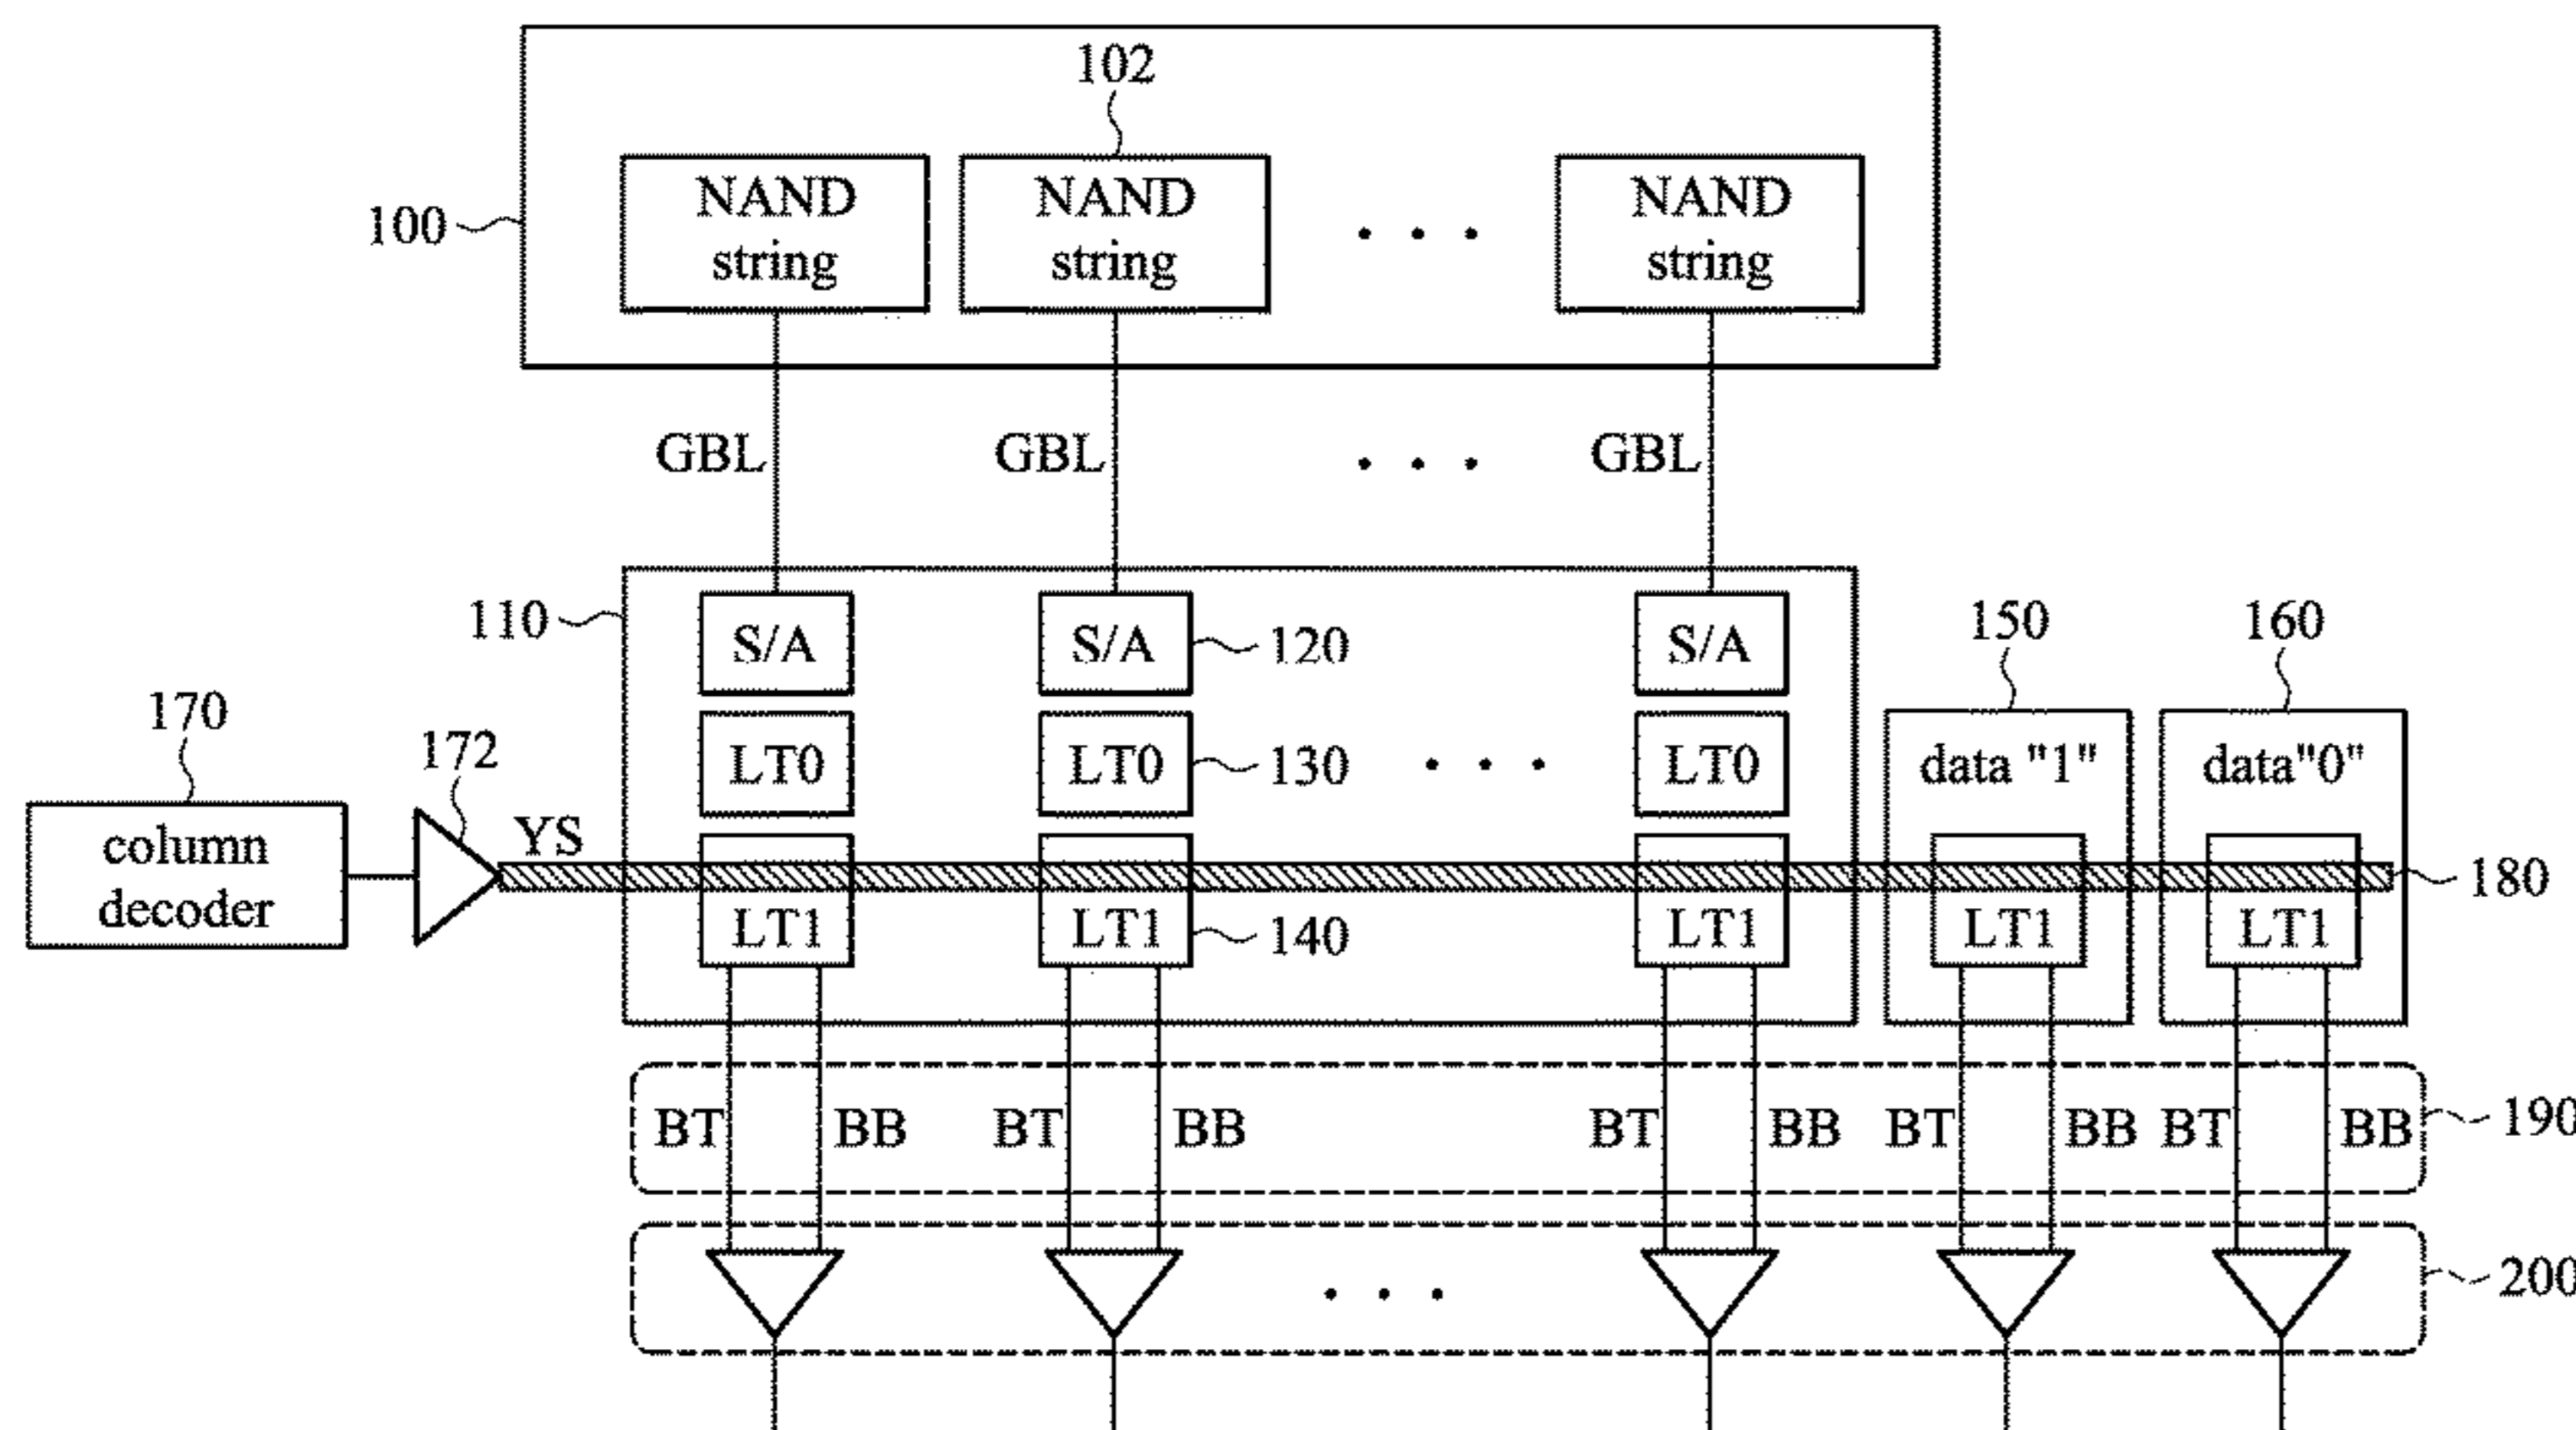 102
NAND NAND NAND
100
string string . . . string
GBL GBL . . . GBL
110 S/A S/A 120 S/A 150 160
170 172 LT0 LT0 130 . . . LT0 data "1" data"0"
YS
column
decoder
180
LT1 LT1 140 LT1 LT1 LT1
BT BB BT BB BT BB BT BB BT BB 190
. . . 200